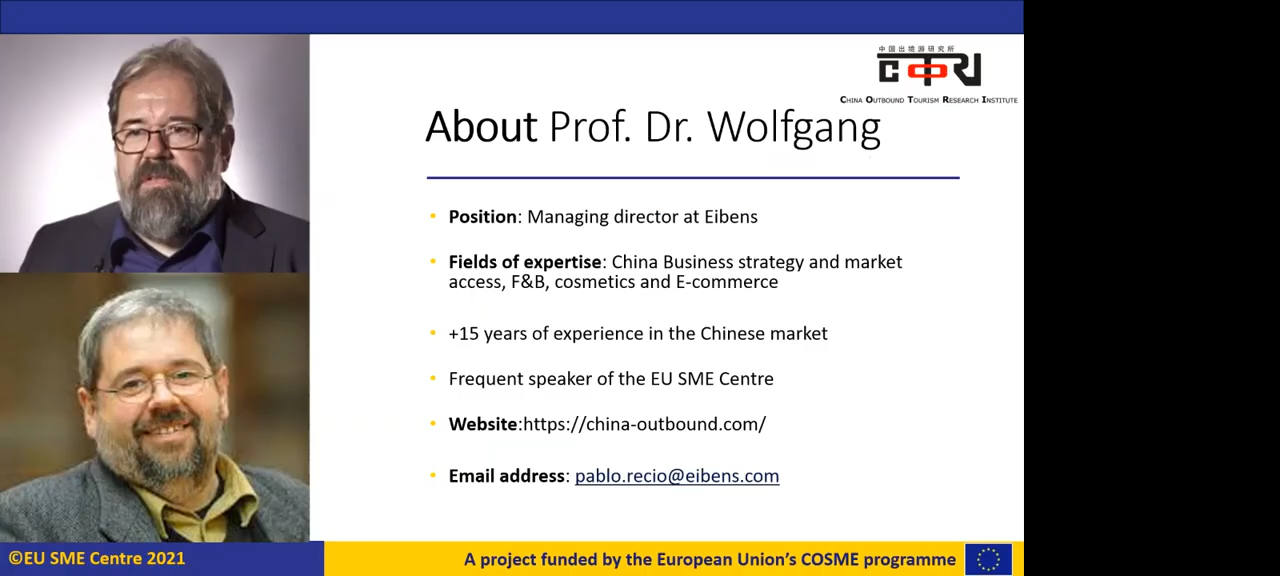 中国出境游研究所
COTRI
CHINA OUTBOUND TOURISM RESEARCH INSTITUTE
About Prof. Dr. Wolfgang
• Position: Managing director at Eibens
• Fields of expertise: China Business strategy and market
access, F&B, cosmetics and E-commerce
• +15 years of experience in the Chinese market
• Frequent speaker of the EU SME Centre
• Website:https://china-outbound.com/
• Email address: pablo.recio@eibens.com
©EU SME Centre 2021
A project funded by the European Union’s COSME programme